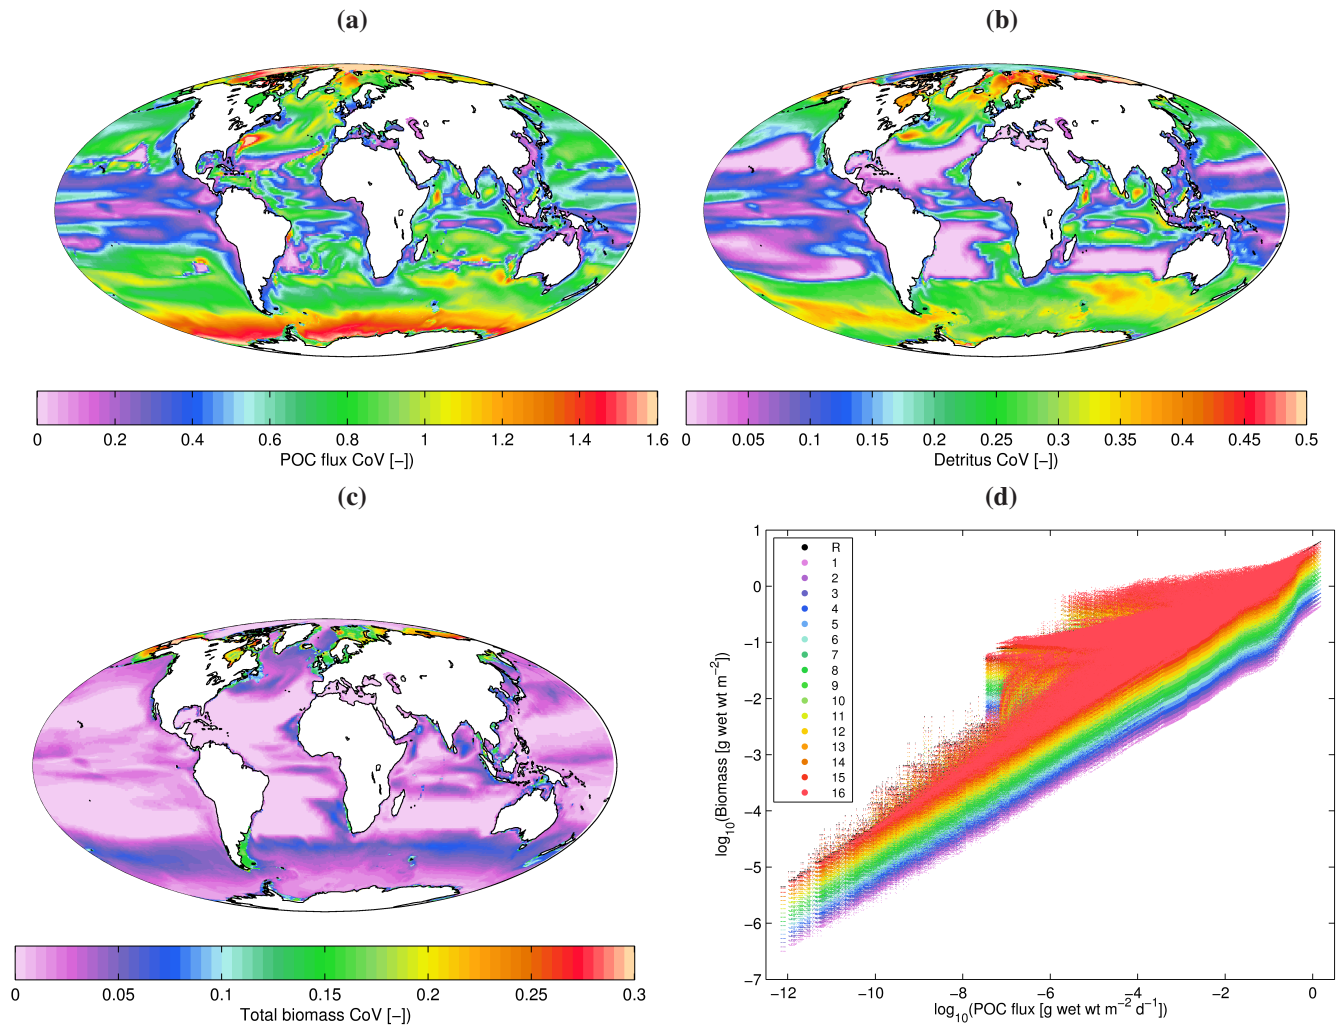 (a)
(b)
0 0.2 0.4 0.6 0.8 1 1.2 1.4 1.6
POC flux CoV [−])
0 0.05 0.1 0.15 0.2 0.25 0.3 0.35 0.4 0.45 0.5
Detritus CoV [−])
(c)
(d)
0 0.05 0.1 0.15 0.2 0.25 0.3
Total biomass CoV [−])
1
0
−1
−2
−3
−4
−5
−6
−7
log10(Biomass [g wet wt m−2])
R
1
2
3
4
5
6
7
8
9
10
11
12
13
14
15
16
−12 −10 −8 −6 −4 −2 0
log10(POC flux [g wet wt m−2 d−1])